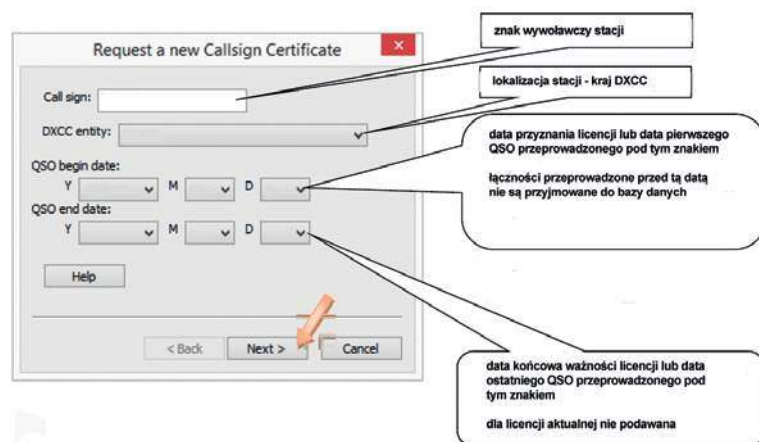 Request a new Callsign Certificate
Call sign:
DXCC entity:
QSO begin date:
Y M D
QSO end date:
Y M D
Help
< Back Next > Cancel
znak wywoławczy stacji
lokalizacja stacji - kraj DXCC
data przyznania licencji lub data pierwszego
QSO przeprowadzonego pod tym znakiem
łączności przeprowadzone przed tą datą
nie są przyjmowane do bazy danych
data końcowa ważności licencji lub data
ostatniego QSO przeprowadzonego pod
tym znakiem
dla licencji aktualnej nie podawana